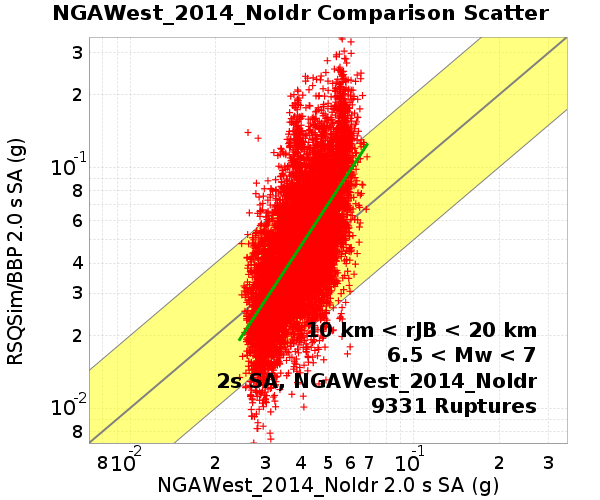 NGAWest_2014_NoIdr Comparison Scatter
RSQSim/BBP 2.0 s SA (g)
3
2
10^-1
8
6
4
3
2
10^-2
8
10 km < rJB < 20 km
6.5 < Mw < 7
2s SA, NGAWest_2014_NoIdr
9331 Ruptures
8 10^-2 2 3 4 5 6 7 10^-1 2 3
NGAWest_2014_NoIdr 2.0 s SA (g)